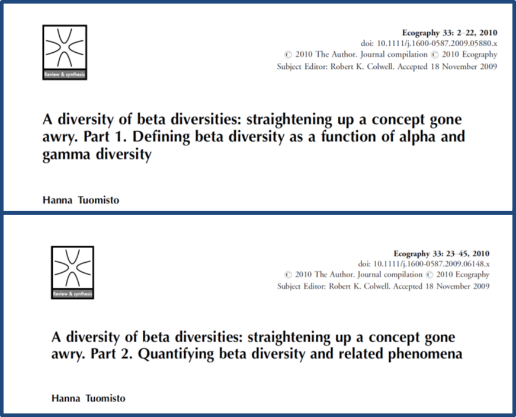 Ecography 33: 2-22, 2010
doi: 10.1111/j.1600-0587.2009.05880.x
© 2010 The Author. Journal compilation © 2010 Ecography
Subject Editor: Robert K. Colwell. Accepted 18 November 2009
Review & synthesis
A diversity of beta diversities: straightening up a concept gone
awry. Part 1. Defining beta diversity as a function of alpha and
gamma diversity
Hanna Tuomisto
Ecography 33: 23-45, 2010
doi: 10.1111/j.1600-0587.2009.06148.x
© 2010 The Author. Journal compilation © 2010 Ecography
Subject Editor: Robert K. Colwell. Accepted 18 November 2009
Review & synthesis
A diversity of beta diversities: straightening up a concept gone
awry. Part 2. Quantifying beta diversity and related phenomena
Hanna Tuomisto